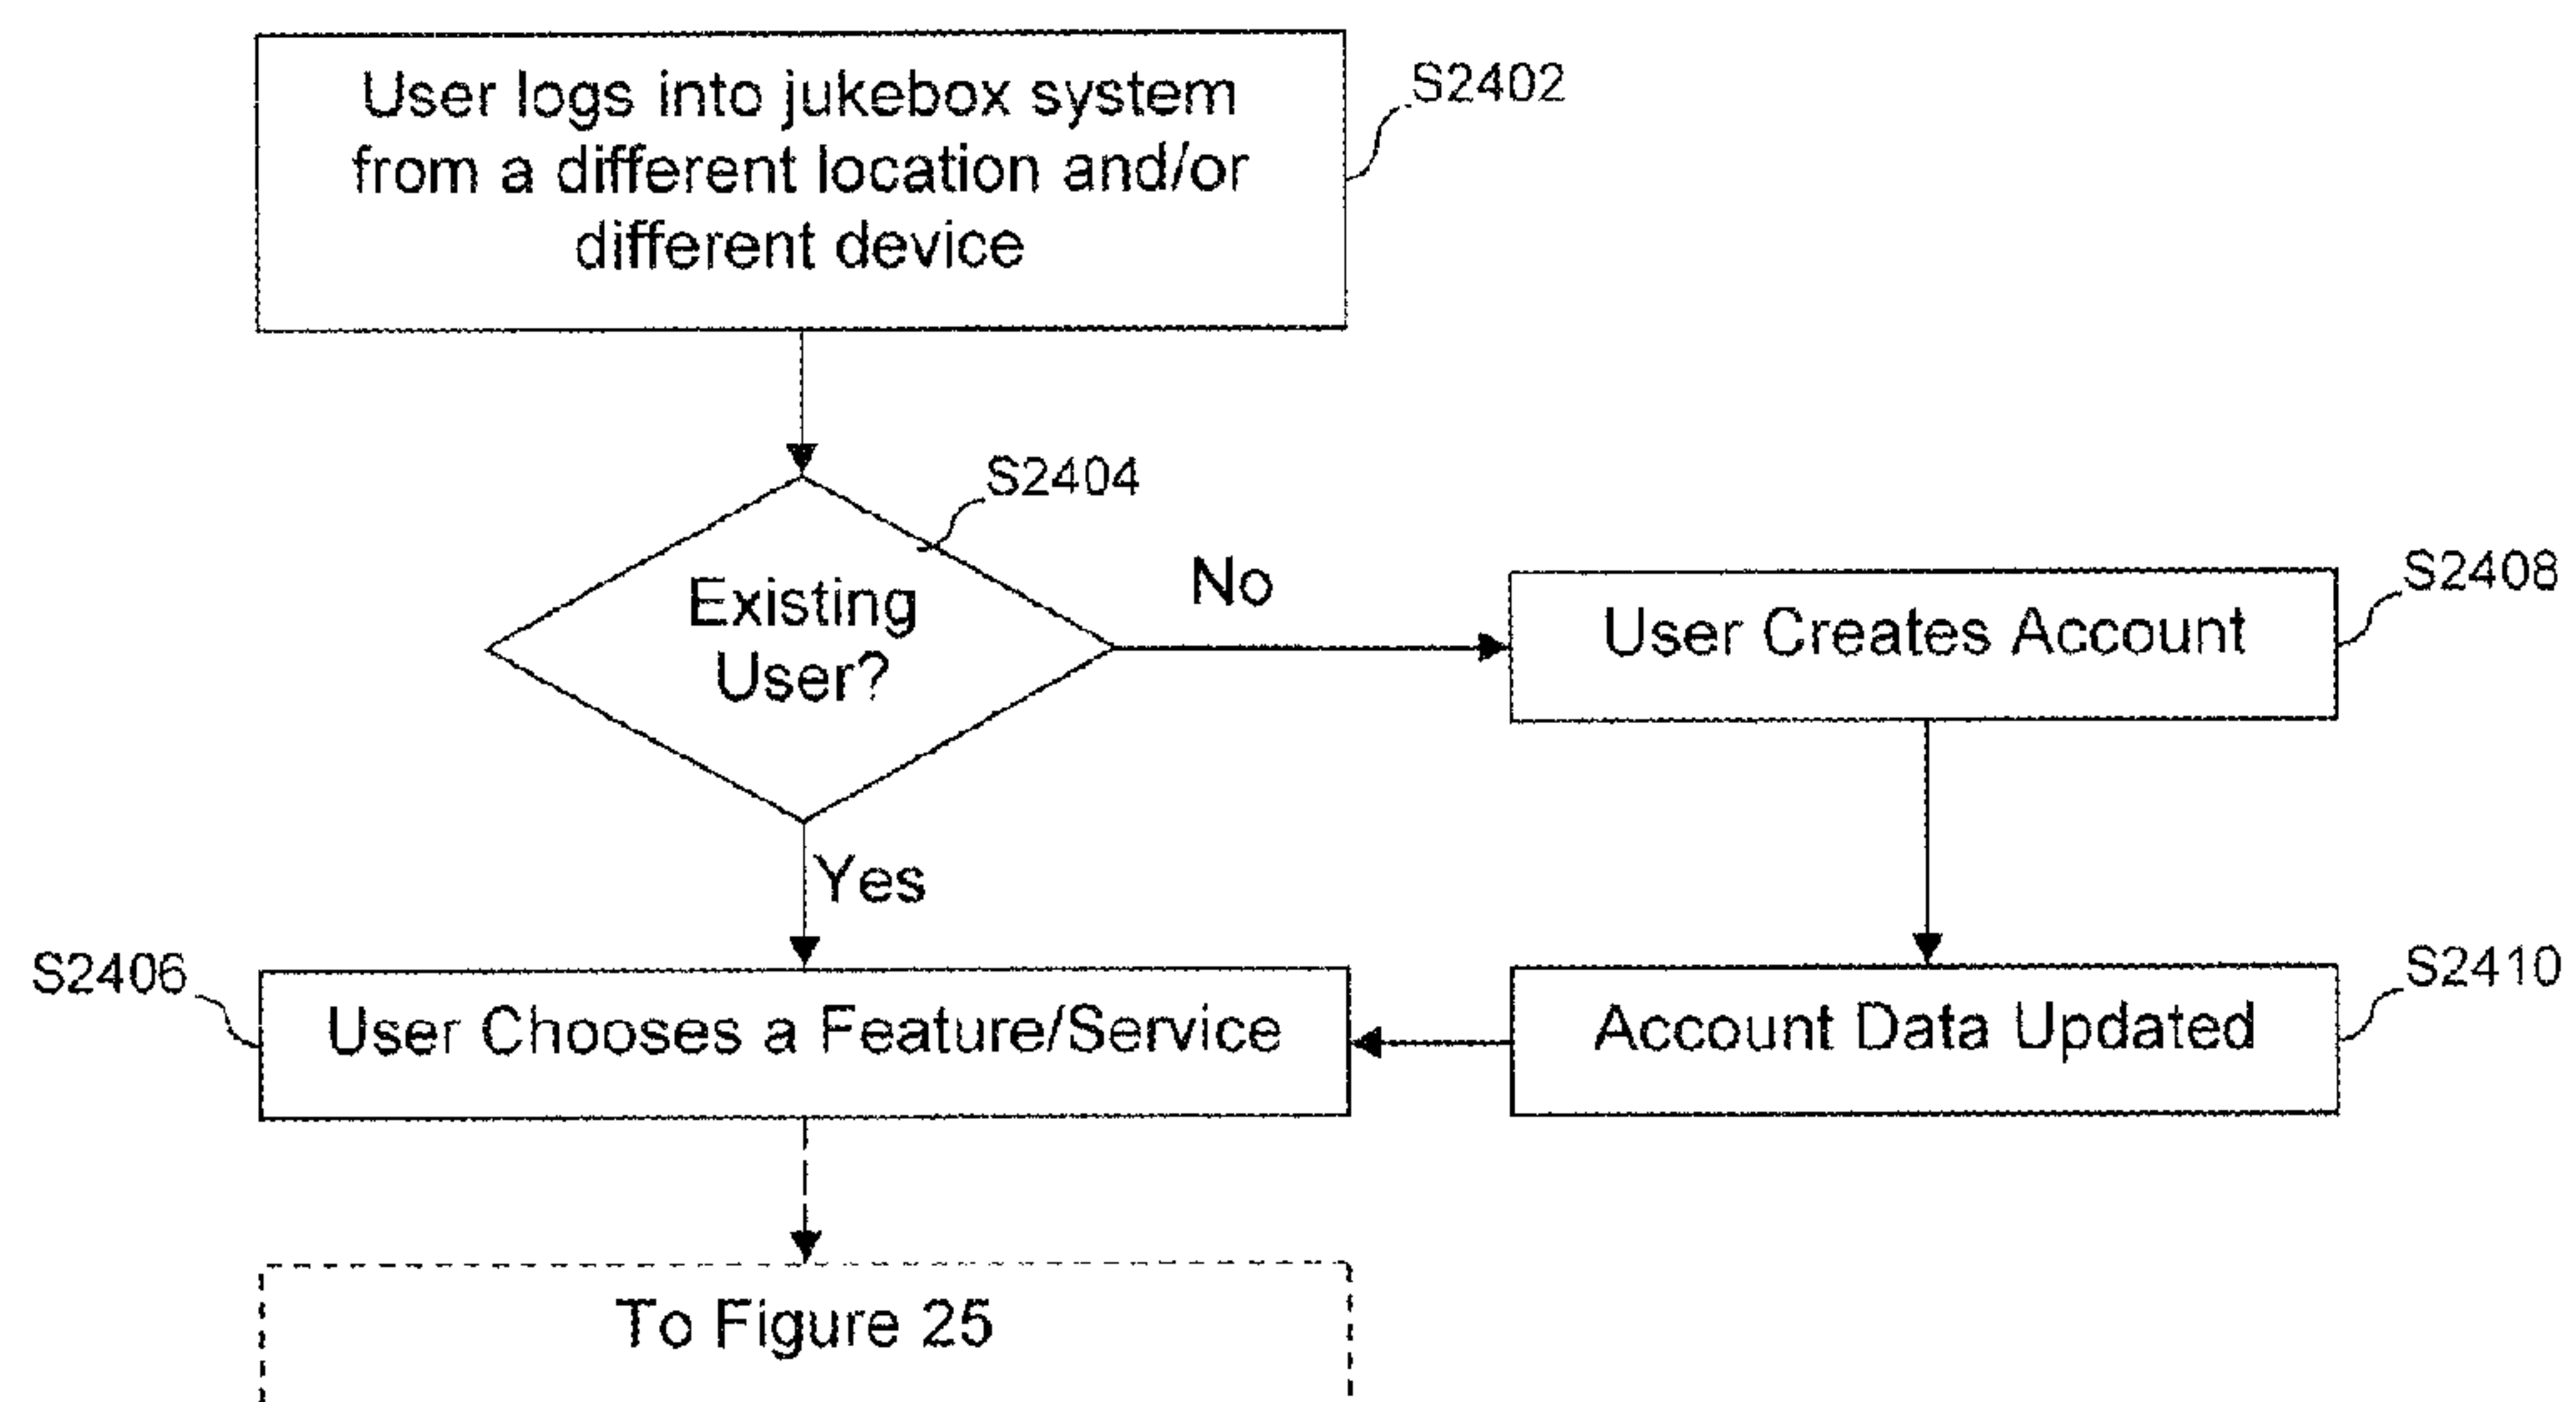 User logs into jukebox system
from a different location and/or
different device
S2402
S2404
Existing
User?
No
User Creates Account
S2408
Yes
S2406
User Chooses a Feature/Service
Account Data Updated
S2410
To Figure 25